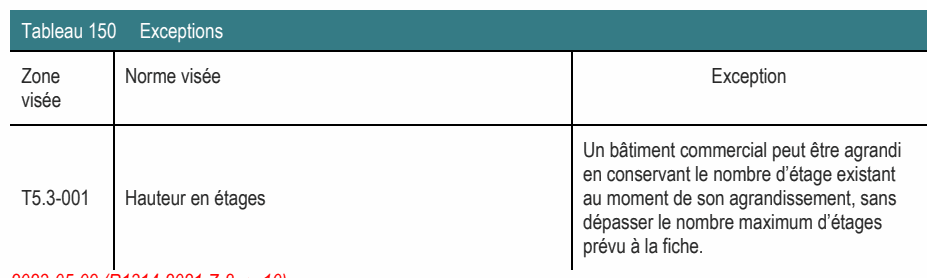 Tableau 150 Exceptions
Zone
visée
Norme visée
Exception
T5.3-001
Hauteur en étages
Un bâtiment commercial peut être agrandi
en conservant le nombre d'étage existant
au moment de son agrandissement, sans
dépasser le nombre maximum d'étages
prévu à la fiche.